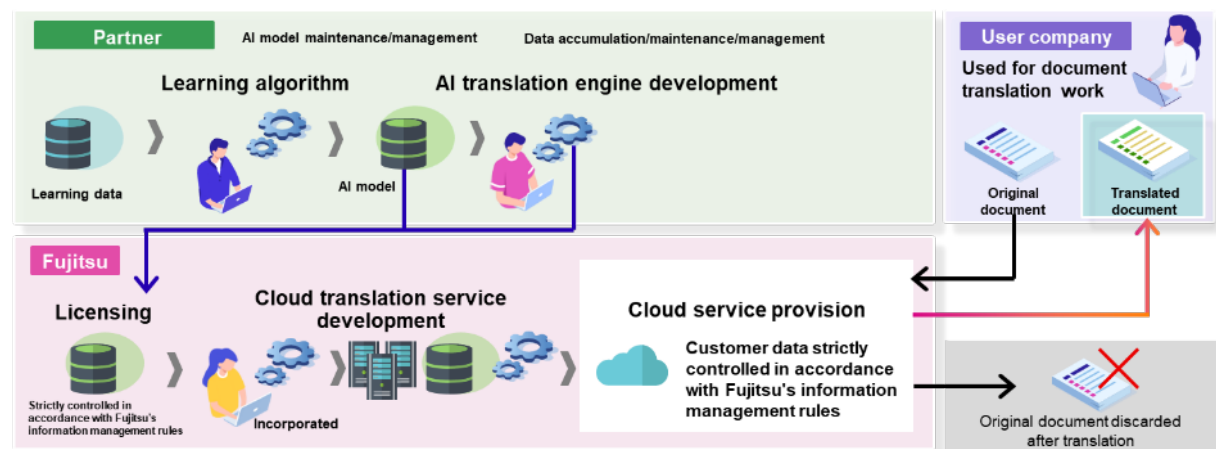 Partner
AI model maintenance/management
Data accumulation/maintenance/management
Learning algorithm
AI translation engine development
Learning data
AI model
User company
Used for document
translation work
Original
document
Translated
document
Fujitsu
Licensing
Strictly controlled in
accordance with Fujitsu's
information management rules
Cloud translation service
development
Incorporated
Cloud service provision
Customer data strictly
controlled in accordance
with Fujitsu's information
management rules
Original document discarded
after translation